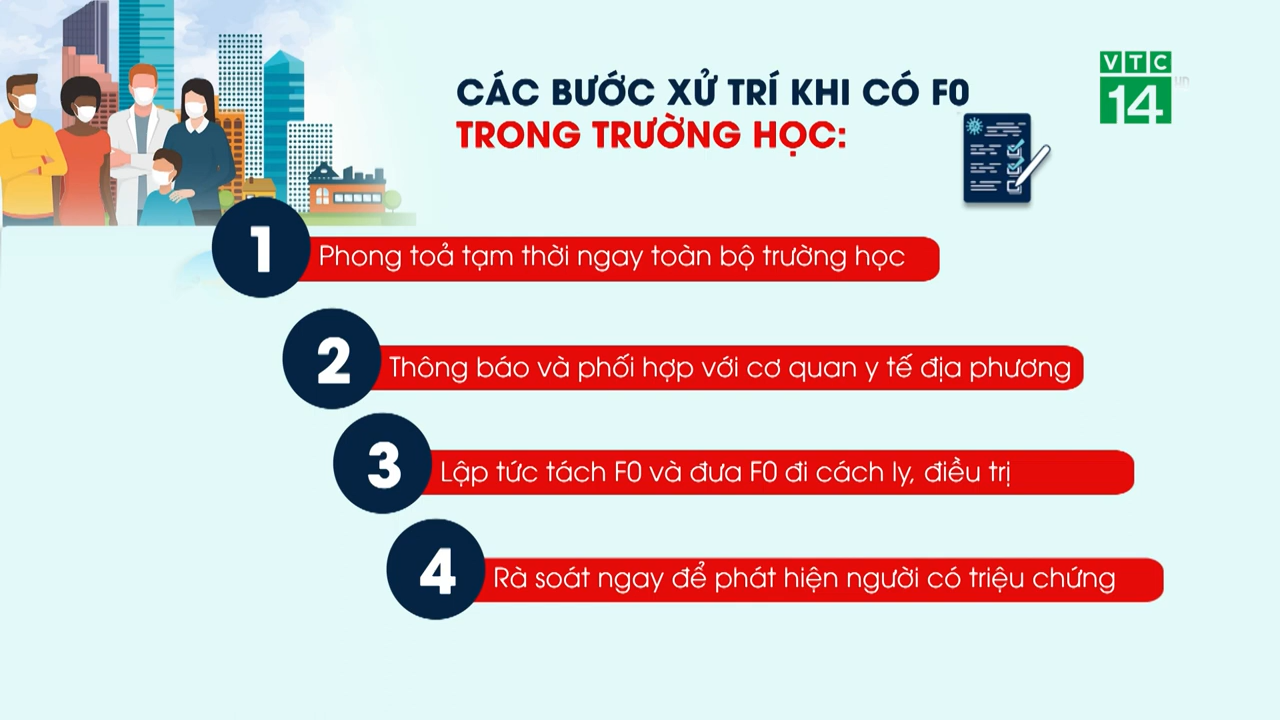 CÁC BƯỚC XỬ TRÍ KHI CÓ F0
TRONG TRƯỜNG HỌC:
VTC
14
.vn
1
Phong toả tạm thời ngay toàn bộ trường học
2
Thông báo và phối hợp với cơ quan y tế địa phương
3
Lập tức tách F0 và đưa F0 đi cách ly, điều trị
4
Rà soát ngay để phát hiện người có triệu chứng